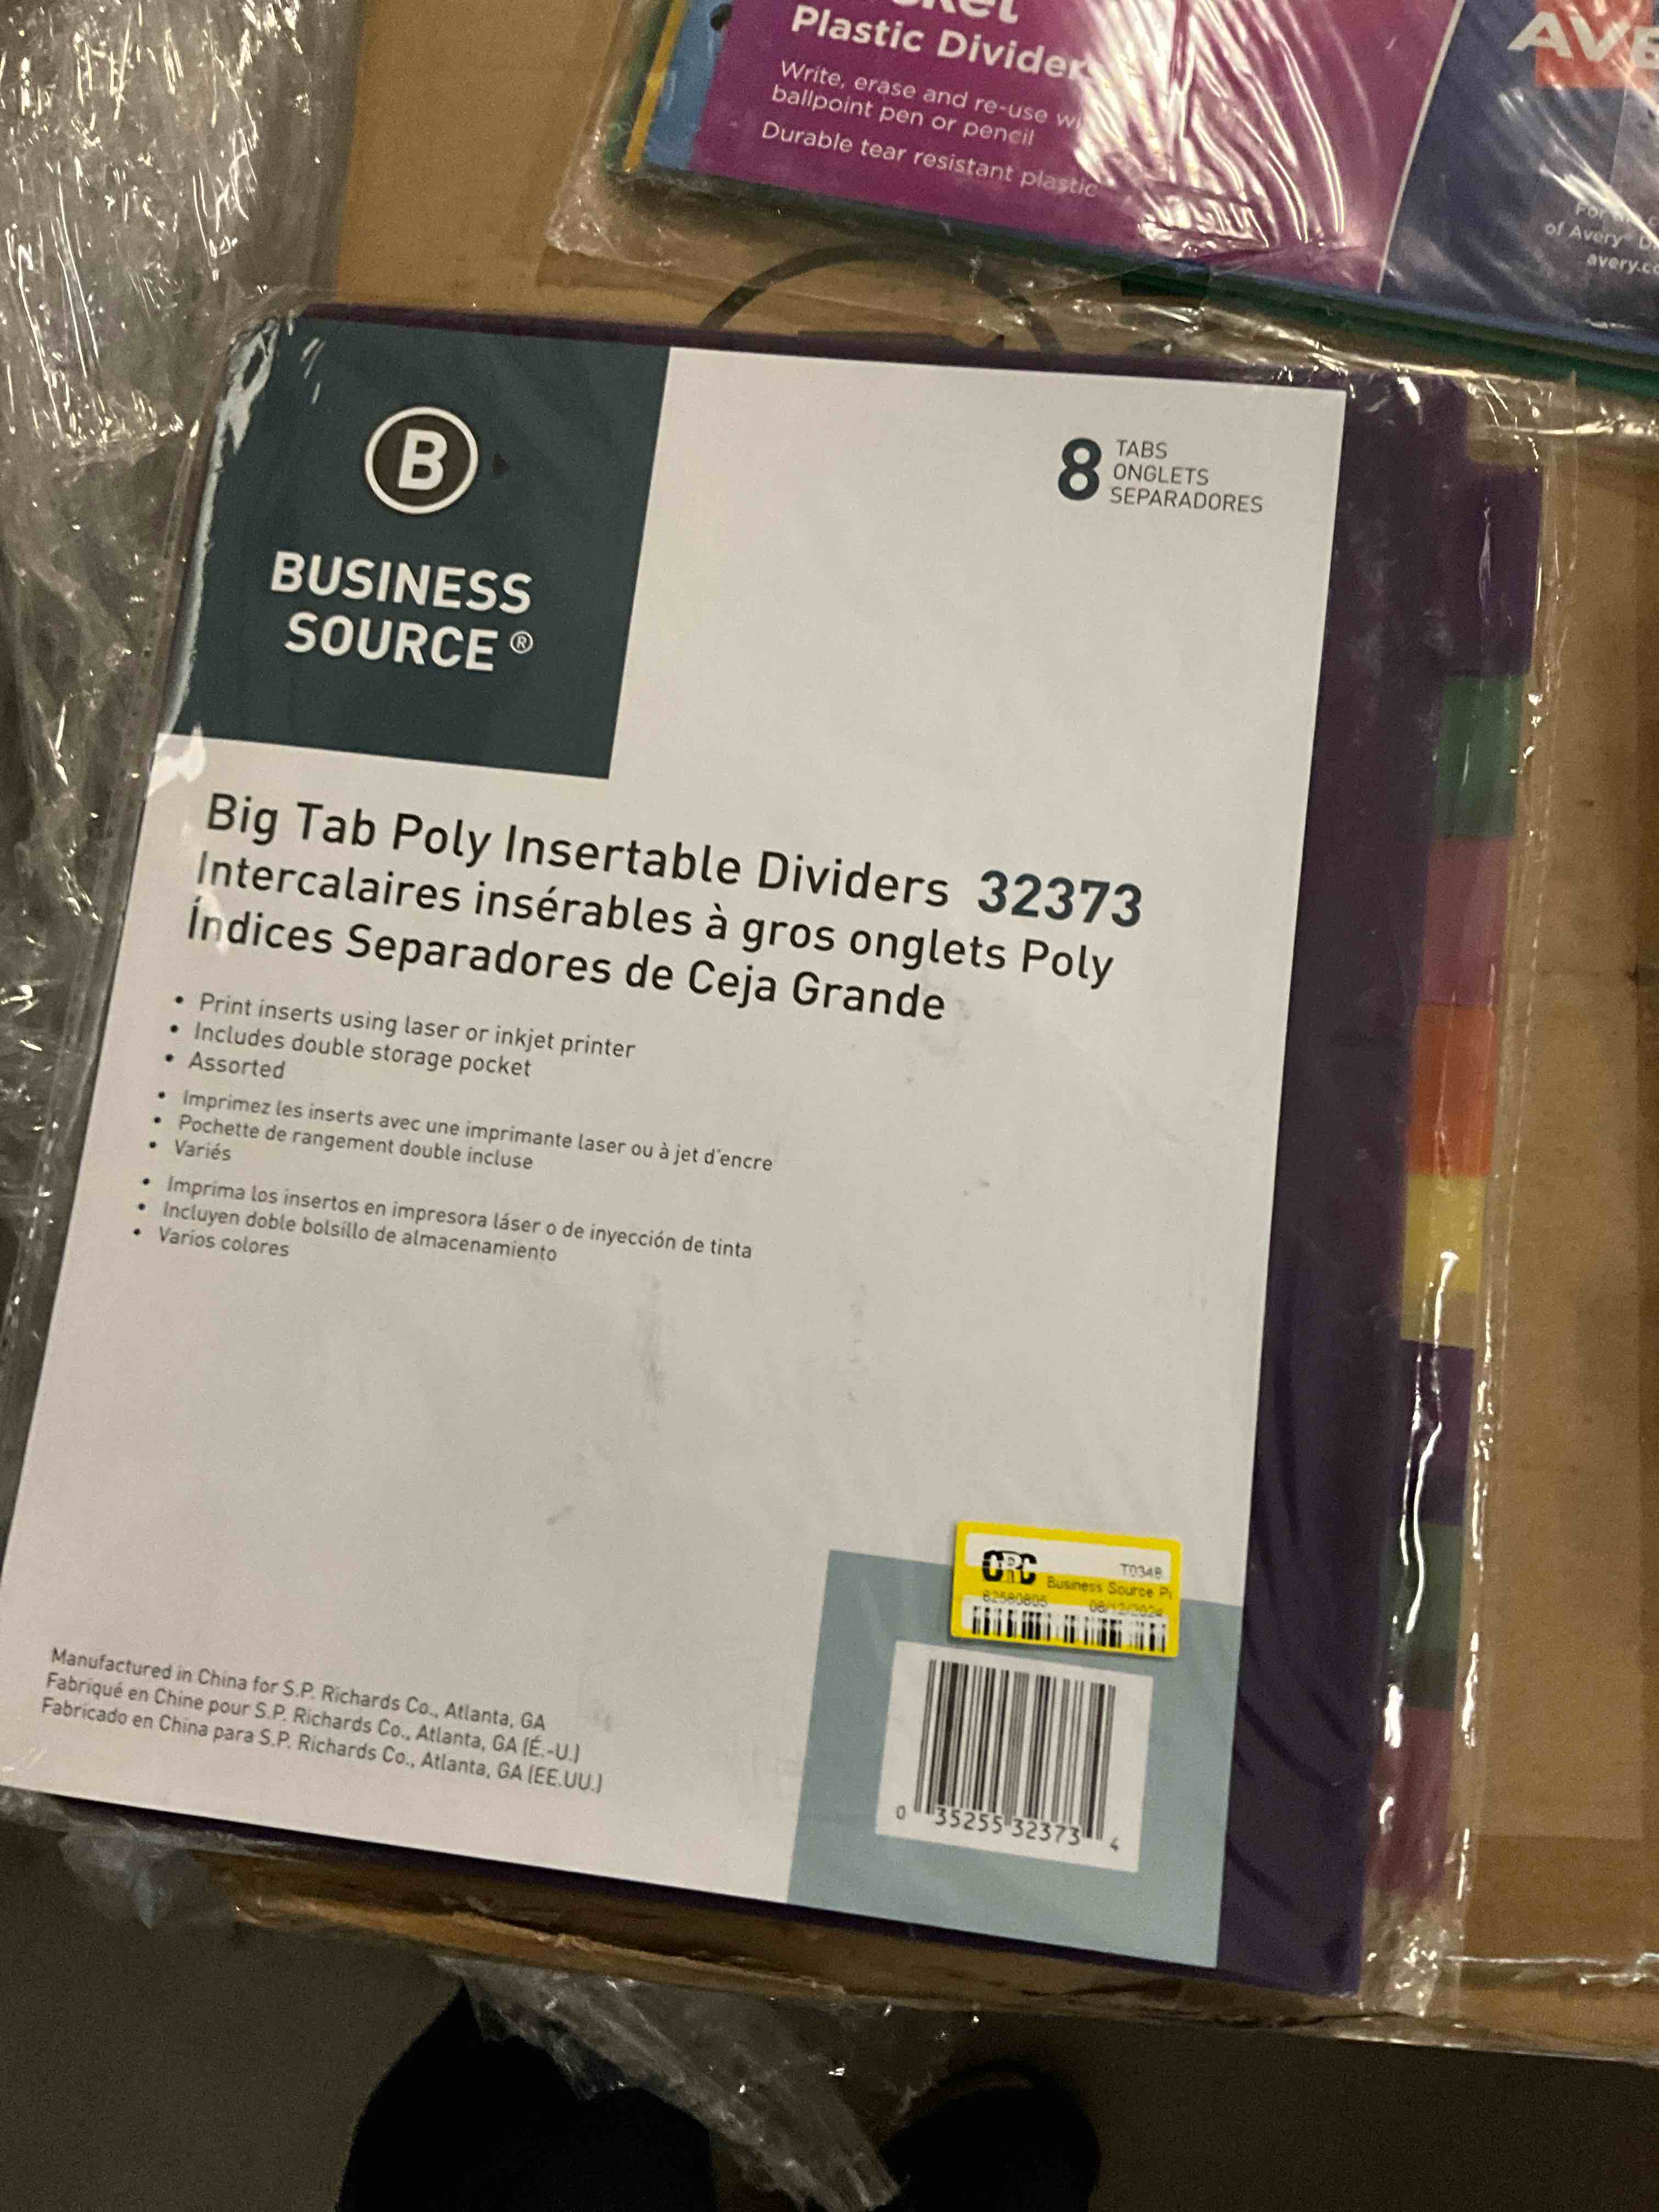 Plastic Divider
Write, erase and re-use
ballpoint pen or pencil
Durable tear resistant plastic
of Avery®
B
BUSINESS
SOURCE®
8 TABS
ONGLETS
SEPARADORES
Big Tab Poly Insertable Dividers 32373
Intercalaires insérables à gros onglets Poly
Índices Separadores de Ceja Grande
• Print inserts using laser or inkjet printer
• Includes double storage pocket
• Assorted
• Imprimez les inserts avec une imprimante laser ou à jet d'encre
• Pochette de rangement double incluse
• Variés
• Imprima los insertos en impresora láser o de inyección de tinta
• Incluyen doble bolsillo de almacenamiento
• Varios colores
CRC T0348
Business Source
82580805 08/12/2024
Manufactured in China for S.P. Richards Co., Atlanta, GA
Fabriqué en Chine pour S.P. Richards Co., Atlanta, GA (É.-U.)
Fabricado en China para S.P. Richards Co., Atlanta, GA (EE.UU.)
0 35255 32373 4